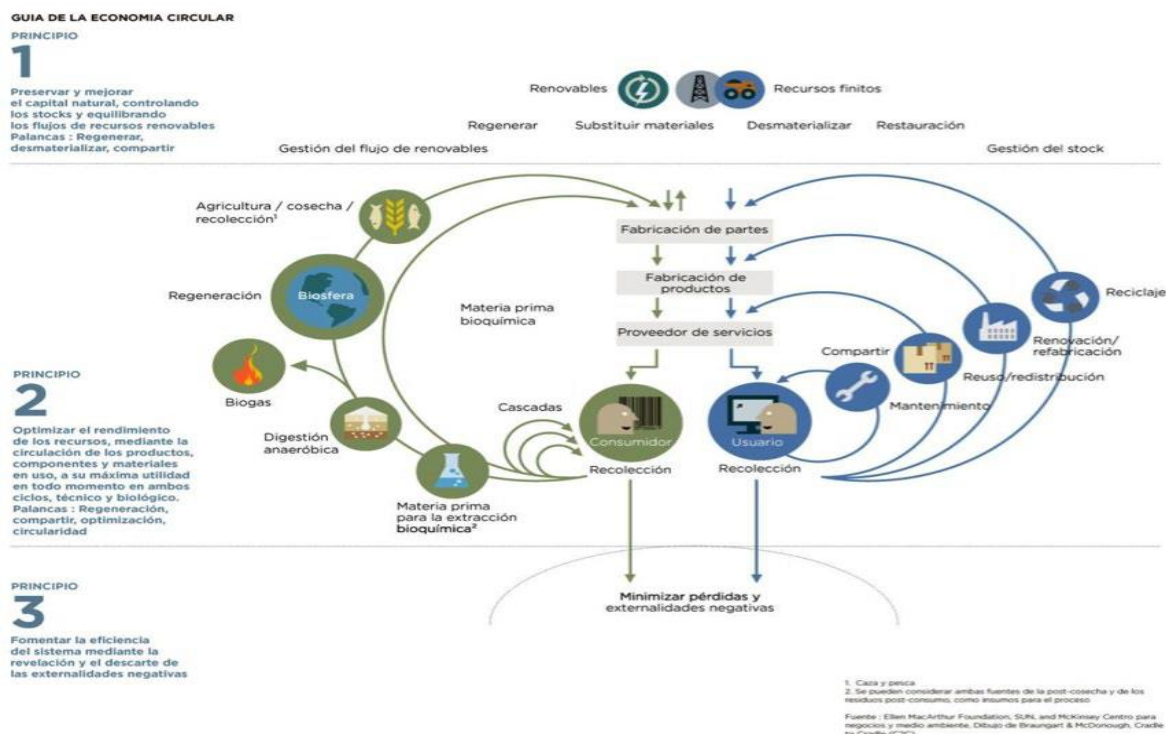 GUIA DE LA ECONOMIA CIRCULAR
PRINCIPIO
1
Preservar y mejorar
el capital natural, controlando
los stocks y equilibrando
los flujos de recursos renovables
Palancas : Regenerar,
desmaterializar, compartir
Renovables
Recursos finitos
Regenerar
Substituir materiales
Desmaterializar
Restauración
Gestión del flujo de renovables
Gestión del stock
Agricultura / cosecha /
recolección¹
Regeneración
Biosfera
Biogas
Digestión
anaeróbica
Materia prima
para la extracción
bioquímica²
Materia prima
bioquímica
Cascadas
Fabricación de partes
Fabricación de
productos
Proveedor de servicios
Consumidor
Recolección
Usuario
Recolección
Compartir
Mantenimiento
Reuso/redistribución
Renovación/
refabricación
Reciclaje
PRINCIPIO
2
Optimizar el rendimiento
de los recursos, mediante la
circulación de los productos,
componentes y materiales
en uso, a su máxima utilidad
en todo momento en ambos
ciclos, técnico y biológico.
Palancas : Regeneración,
compartir, optimización,
circularidad
PRINCIPIO
3
Fomentar la eficiencia
del sistema mediante la
revelación y el descarte de
las externalidades negativas
Minimizar pérdidas y
externalidades negativas
1. Caza y pesca
2. Se pueden considerar ambas fuentes de la post-cosecha y de los
residuos post-consumo, como insumos para el proceso
Fuente : Ellen MacArthur Foundation, SUN, and McKinsey Centro para
negocios y medio ambiente, Dibujo de Braungart & McDonough, Cradle
to Cradle (C2C)